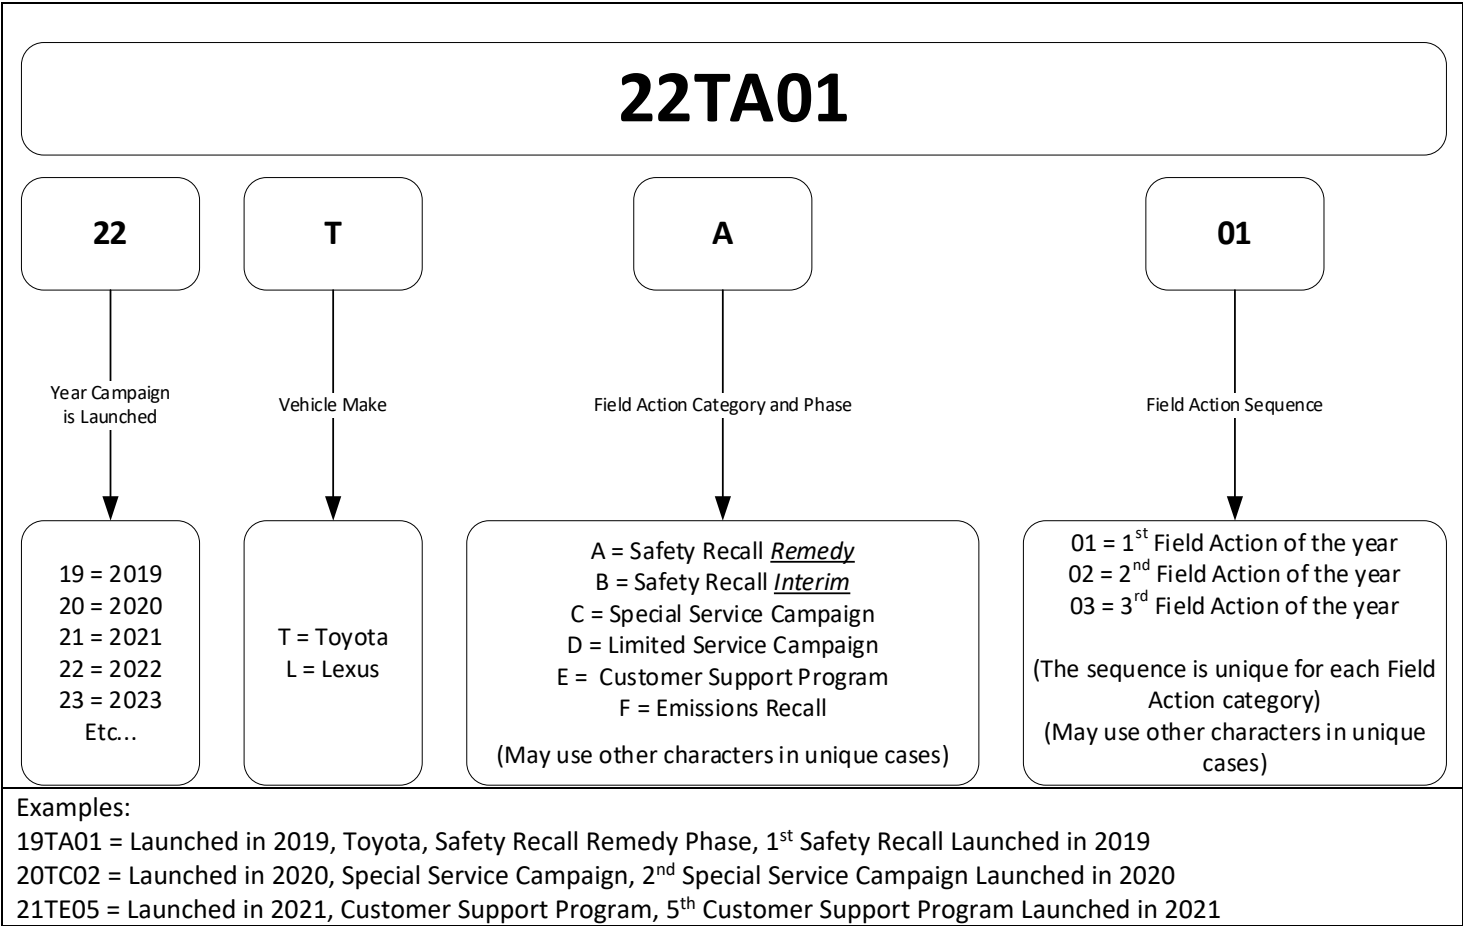 22TA01
22
T
A
01
Year Campaign
is Launched
Vehicle Make
Field Action Category and Phase
Field Action Sequence
19 = 2019
20 = 2020
21 = 2021
22 = 2022
23 = 2023
Etc...
T = Toyota
L = Lexus
A = Safety Recall Remedy
B = Safety Recall Interim
C = Special Service Campaign
D = Limited Service Campaign
E =  Customer Support Program
F = Emissions Recall
(May use other characters in unique cases)
01 = 1st Field Action of the year
02 = 2nd Field Action of the year
03 = 3rd Field Action of the year
(The sequence is unique for each Field
Action category)
(May use other characters in unique
cases)
Examples:
19TA01 = Launched in 2019, Toyota, Safety Recall Remedy Phase, 1st Safety Recall Launched in 2019
20TC02 = Launched in 2020, Special Service Campaign, 2nd Special Service Campaign Launched in 2020
21TE05 = Launched in 2021, Customer Support Program, 5th Customer Support Program Launched in 2021